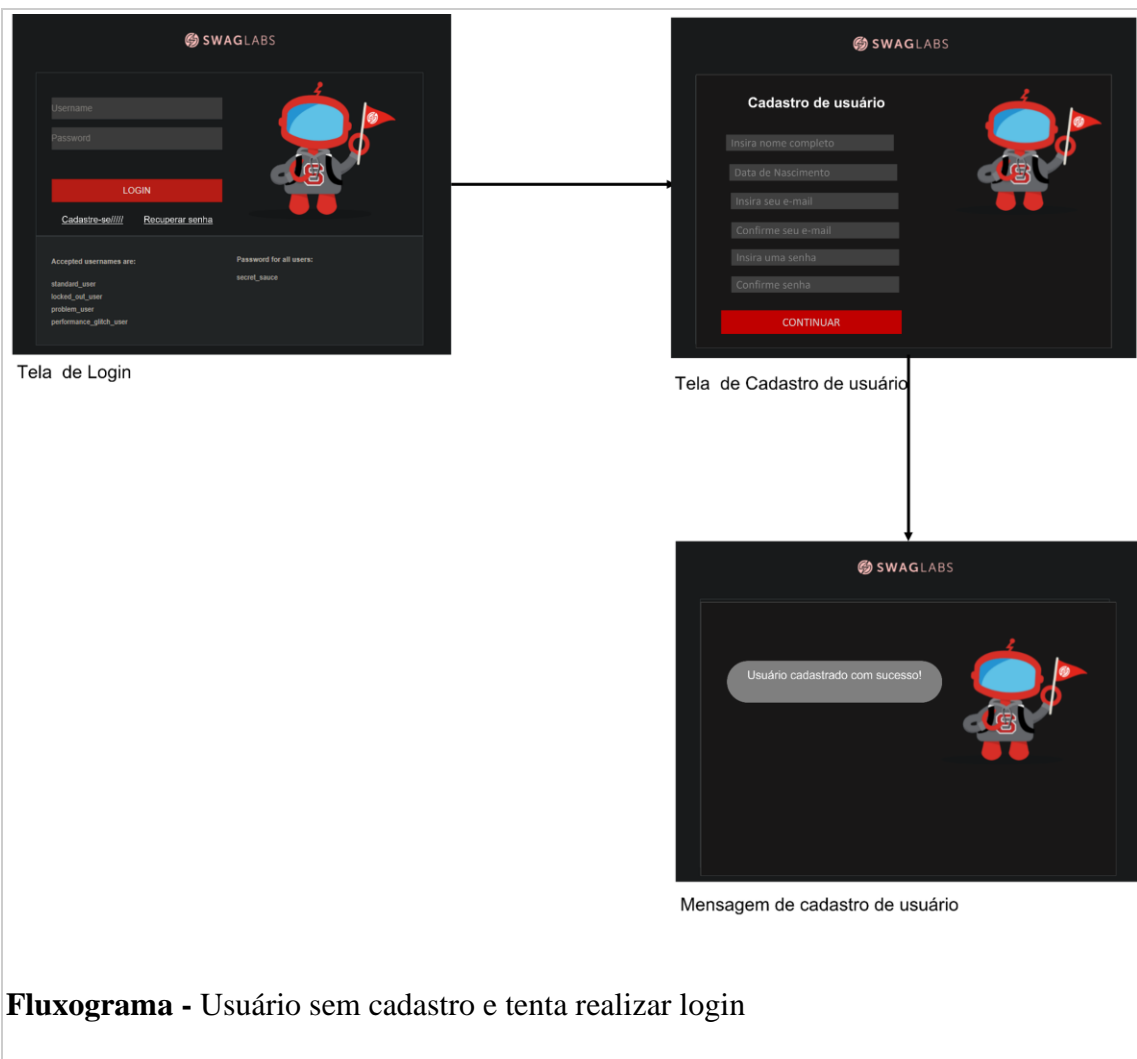 SWAGLABS
Username
Password
LOGIN
Cadastre-se///// Recuperar senha
Accepted usernames are:
standard_user
locked_out_user
problem_user
performance_glitch_user
Password for all users:
secret_sauce
Tela de Login
SWAGLABS
Cadastro de usuário
Insira nome completo
Data de Nascimento
Insira seu e-mail
Confirme seu e-mail
Insira uma senha
Confirme senha
CONTINUAR
Tela de Cadastro de usuário
SWAGLABS
Usuário cadastrado com sucesso!
Mensagem de cadastro de usuário
Fluxograma - Usuário sem cadastro e tenta realizar login